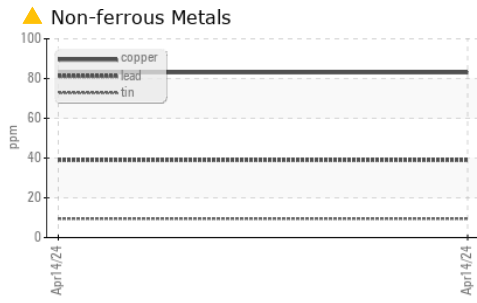 Non-ferrous Metals
100
80
60
40
20
0
ppm
copper
lead
tin
Apr14/24
Apr14/24